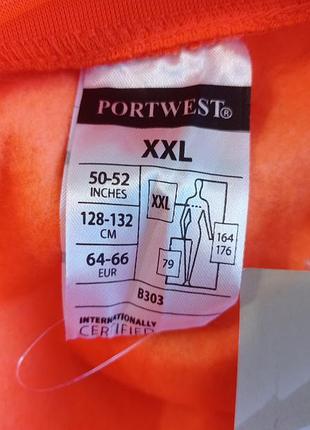 PORTWEST®
XXL
50-52
INCHES
128-132
CM
64-66
EUR
XXL
164
176
79
B303
INTERNATIONALLY
CERTIFIED